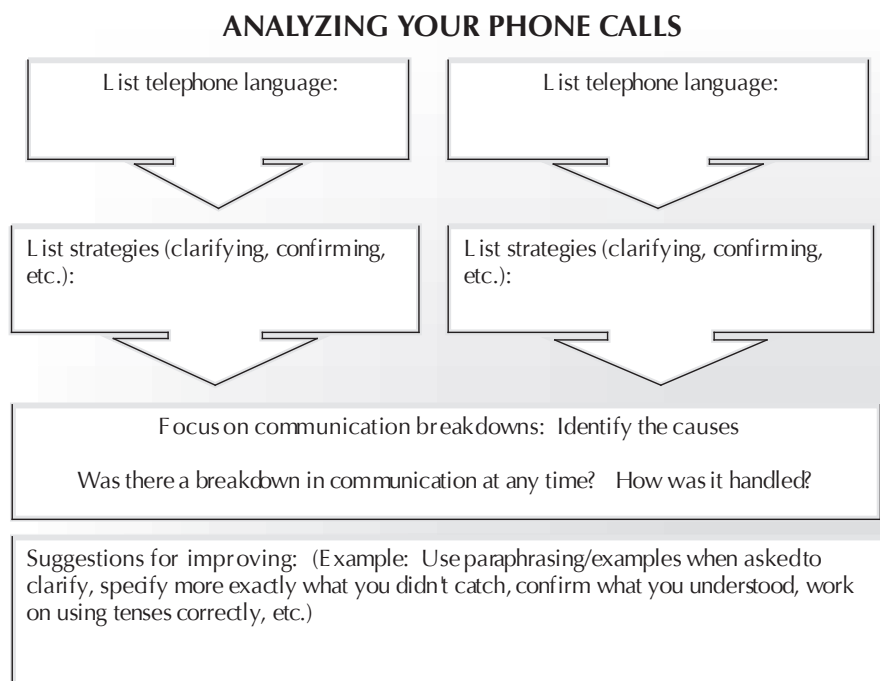 ANALYZING YOUR PHONE CALLS
List telephone language:
List telephone language:
List strategies (clarifying, confirming,
etc.):
List strategies (clarifying, confirming,
etc.):
Focus on communication breakdowns: Identify the causes
Was there a breakdown in communication at any time? How was it handled?
Suggestions for improving: (Example: Use paraphrasing/examples when asked to
clarify, specify more exactly what you didn't catch, confirm what you understood, work
on using tenses correctly, etc.)